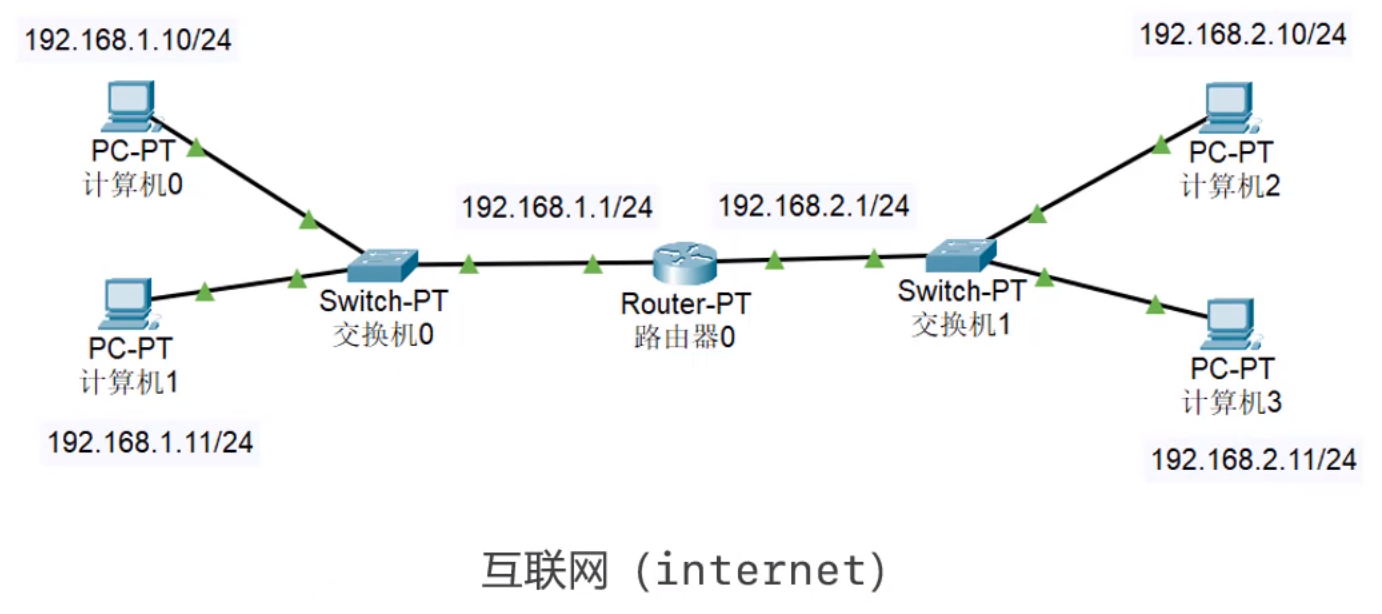 192.168.1.10/24
PC-PT
计算机0
PC-PT
计算机1
192.168.1.11/24
Switch-PT
交换机0
192.168.1.1/24
Router-PT
路由器0
192.168.2.1/24
Switch-PT
交换机1
192.168.2.10/24
PC-PT
计算机2
PC-PT
计算机3
192.168.2.11/24
互联网（internet）